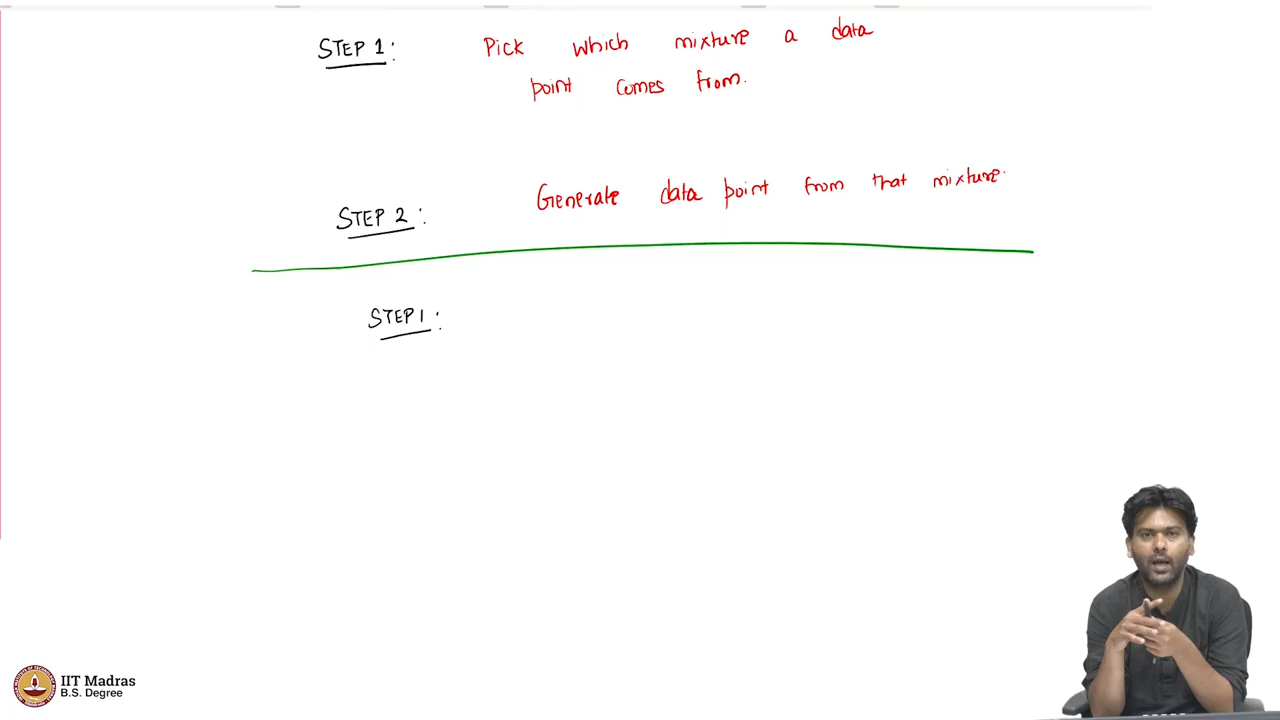 STEP 1: Pick which mixture a data
point comes from.
STEP 2: Generate data point from that mixture.
STEP 1:
IIT Madras
B.S. Degree